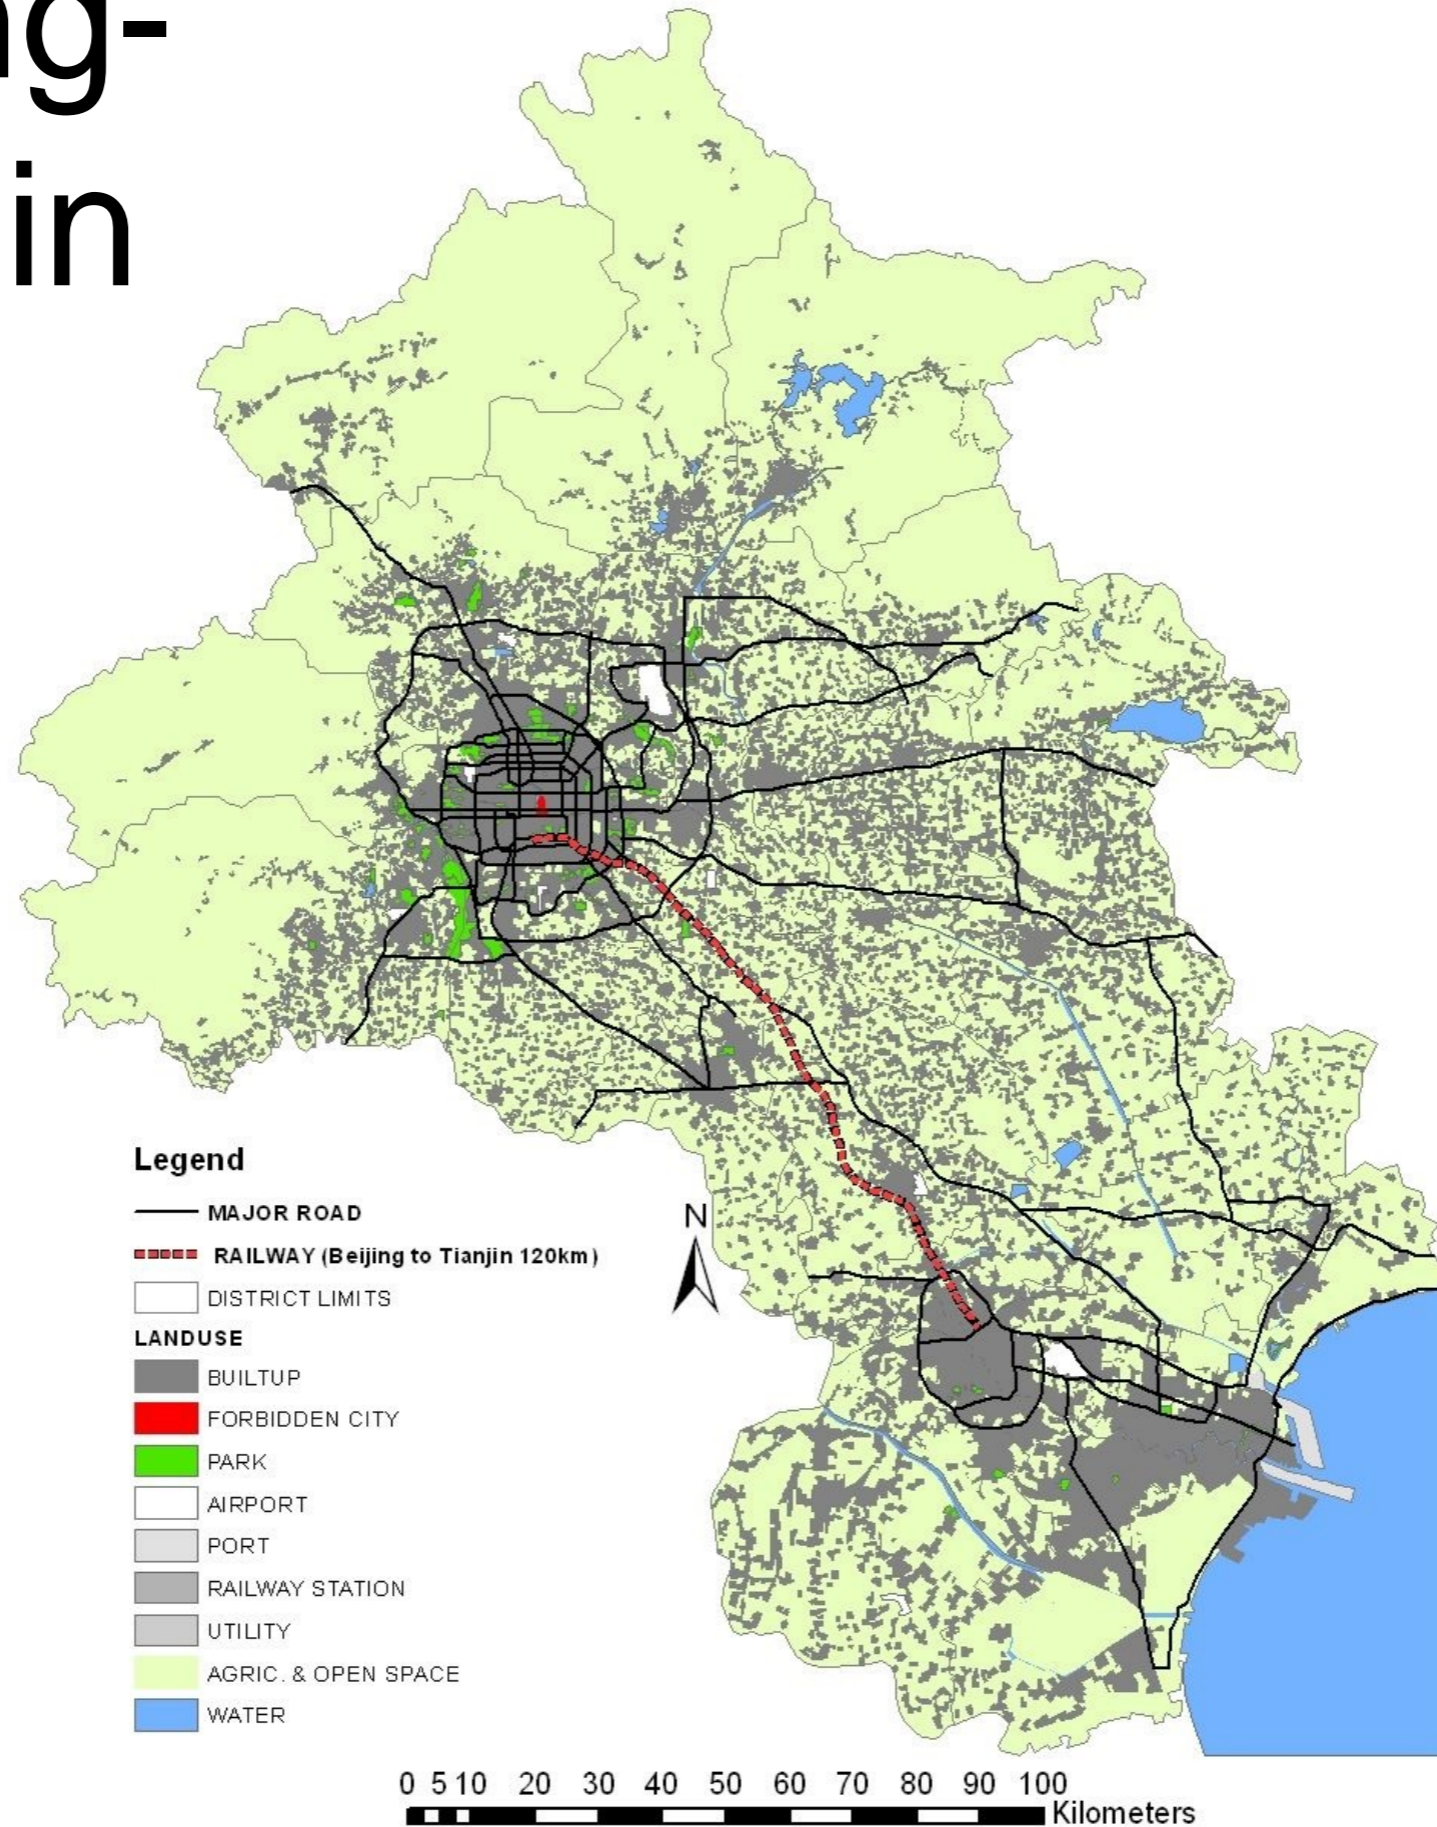 ng-
in
Legend
MAJOR ROAD
RAILWAY (Beijing to Tianjin 120km)
DISTRICT LIMITS
LANDUSE
BUILTUP
FORBIDDEN CITY
PARK
AIRPORT
PORT
RAILWAY STATION
UTILITY
AGRIC. & OPEN SPACE
WATER
N
0 5 10 20 30 40 50 60 70 80 90 100
Kilometers